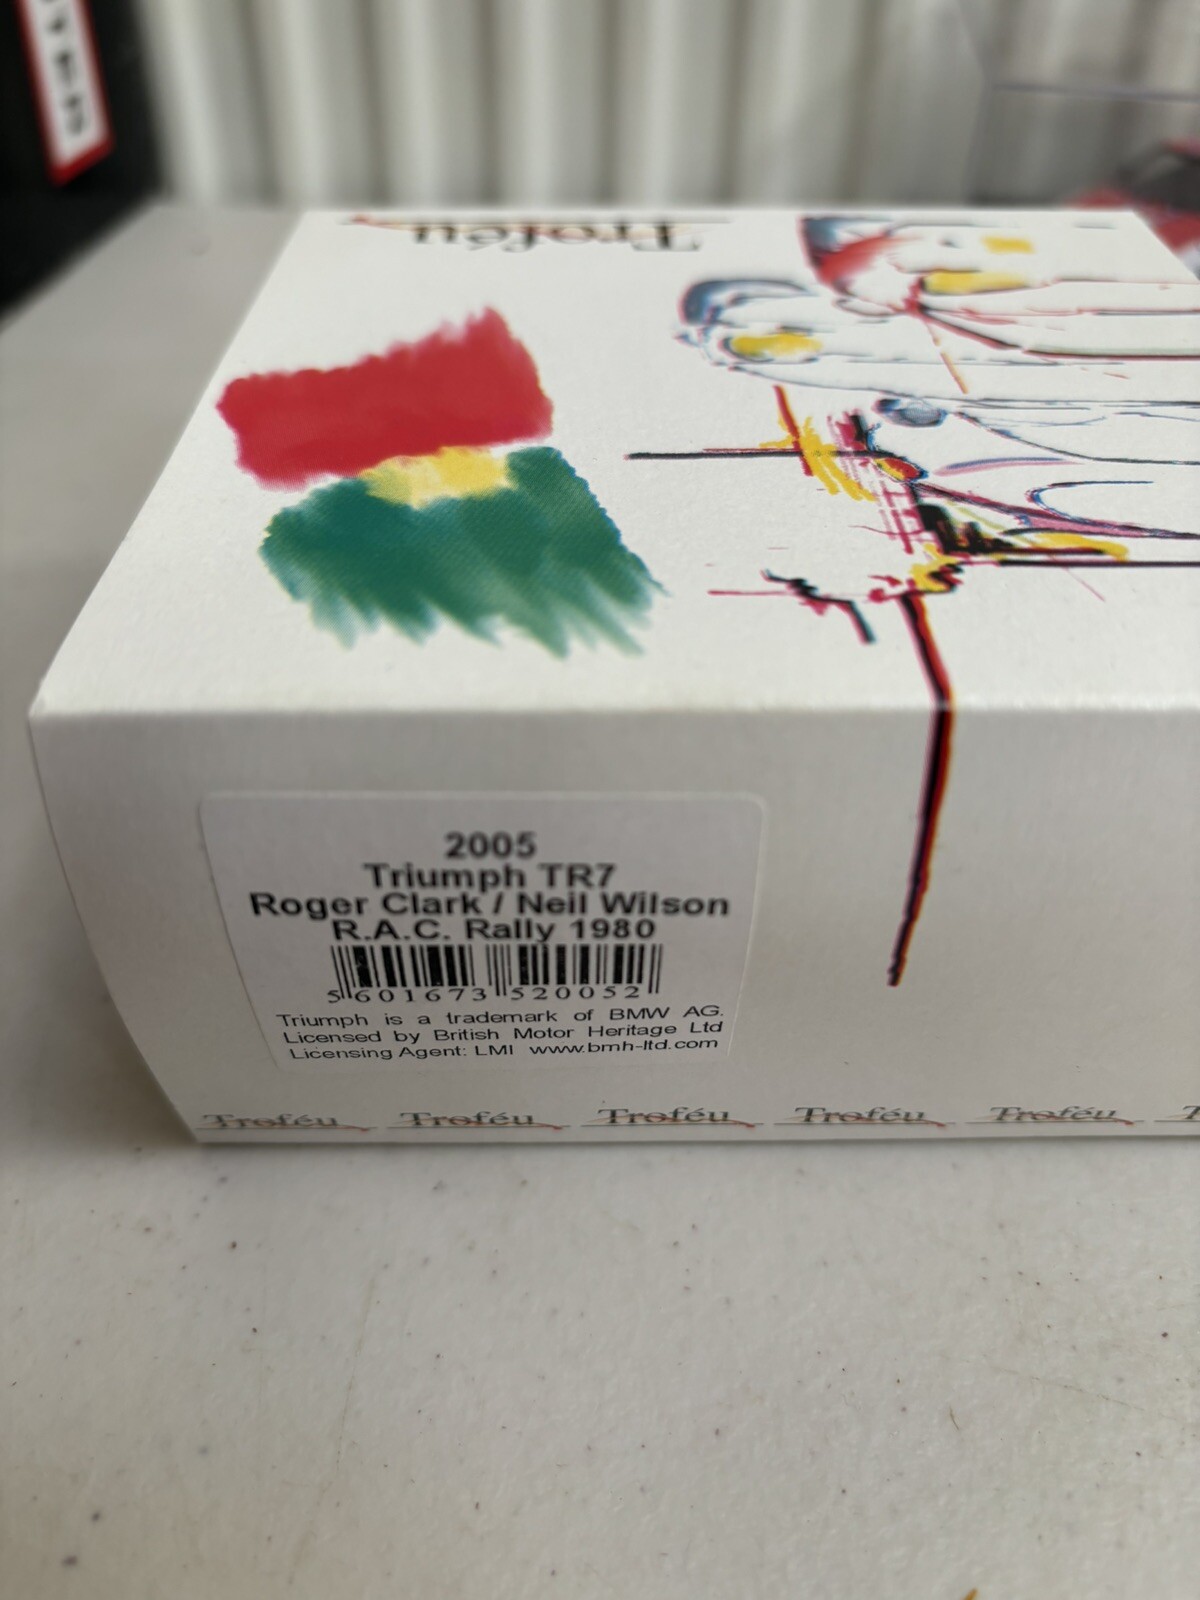 Troféu
2005
Triumph TR7
Roger Clark / Neil Wilson
R.A.C. Rally 1980
5 601673 520052
Triumph is a trademark of BMW AG.
Licensed by British Motor Heritage Ltd
Licensing Agent: LMI www.bmh-ltd.com
Troféu Troféu Troféu Troféu Troféu